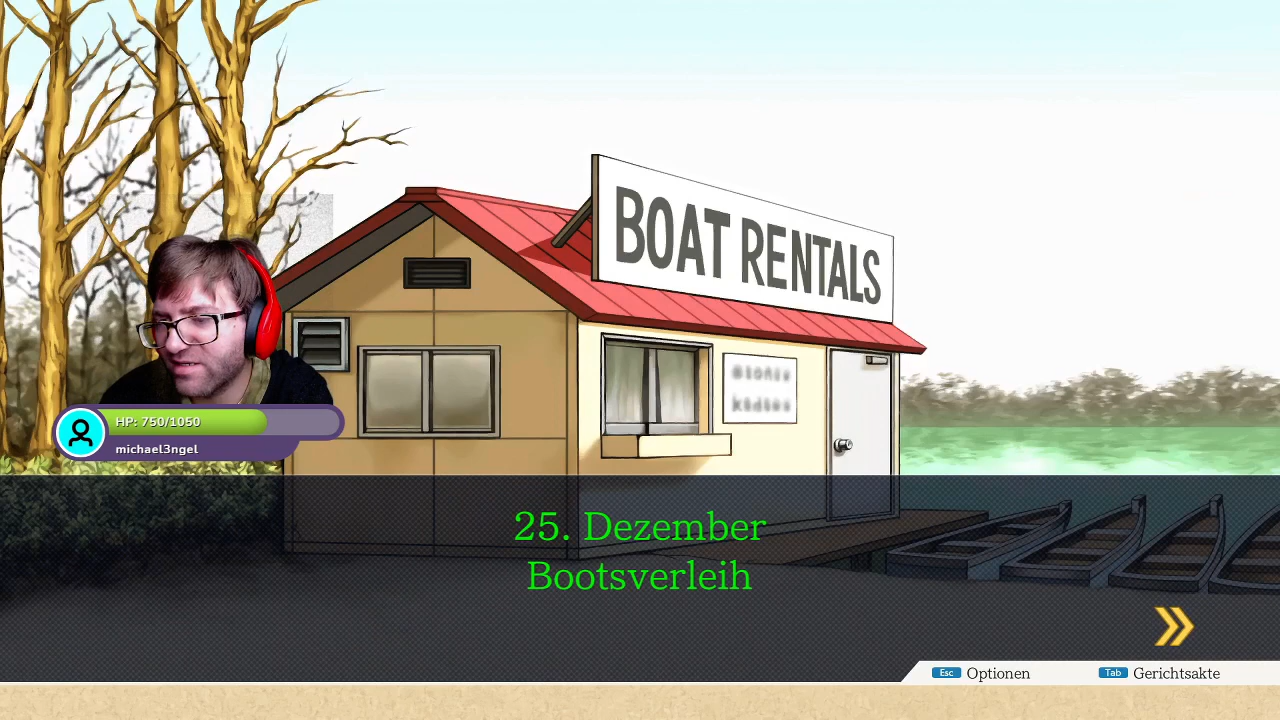 BOAT RENTALS
HP: 750/1050
michael3ngel
25. Dezember
Bootsverleih
Esc Optionen
Tab Gerichtsakte